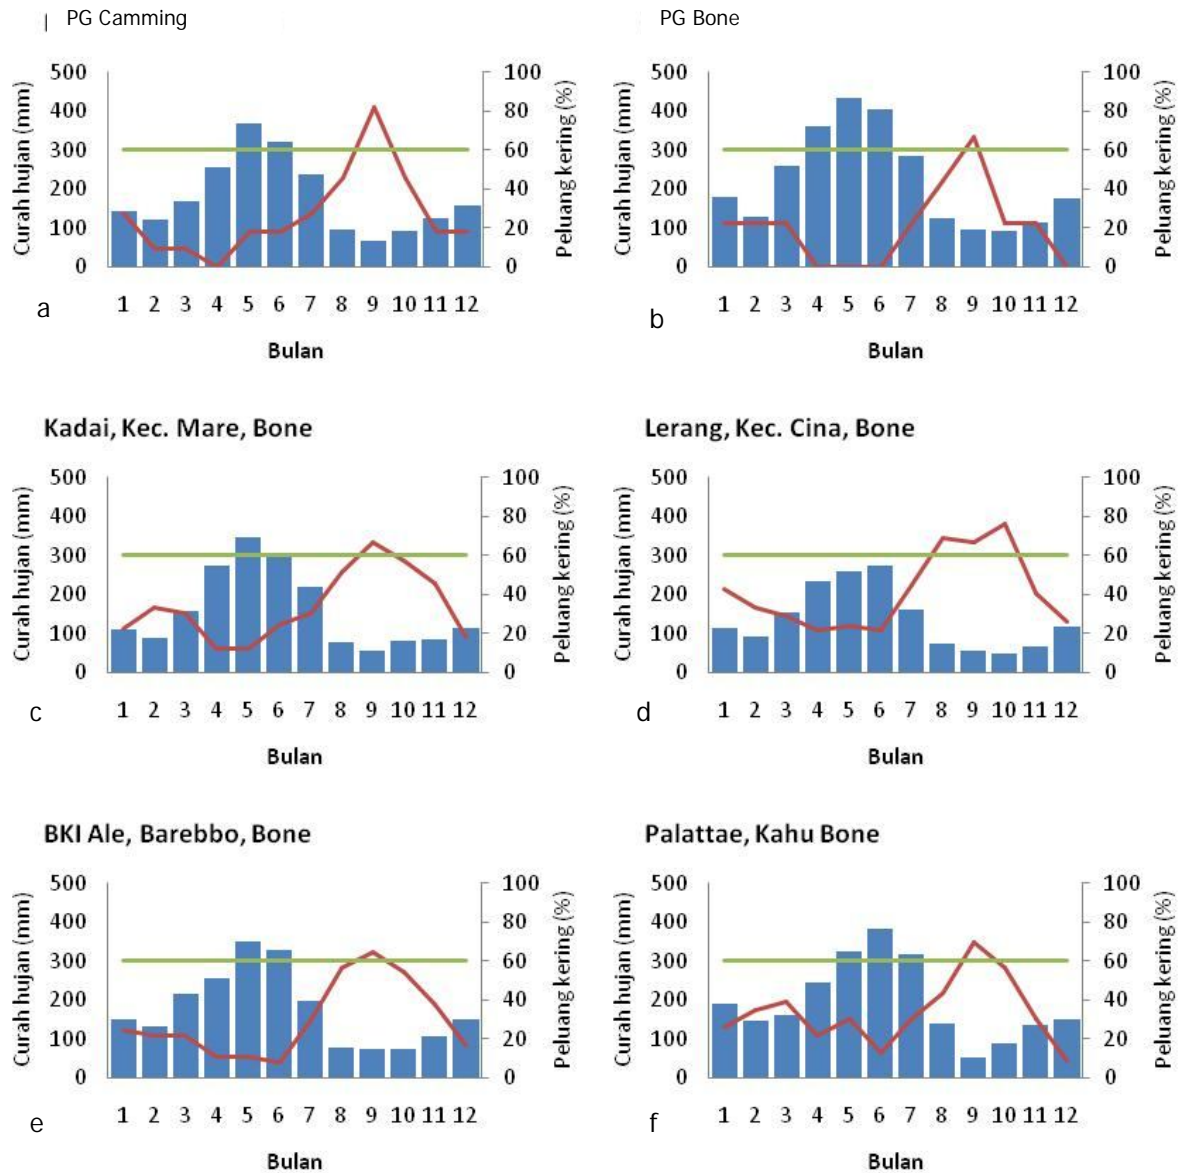 PG Camming
PG Bone
Curah hujan (mm)
500
400
300
200
100
0
100
80
60
40
20
0
Peluang kering (%)
1 2 3 4 5 6 7 8 9 10 11 12
Bulan
a
Curah hujan (mm)
500
400
300
200
100
0
100
80
60
40
20
0
Peluang kering (%)
1 2 3 4 5 6 7 8 9 10 11 12
Bulan
b
Kadai, Kec. Mare, Bone
Curah hujan (mm)
500
400
300
200
100
0
100
80
60
40
20
0
Peluang kering (%)
1 2 3 4 5 6 7 8 9 10 11 12
Bulan
c
Lerang, Kec. Cina, Bone
Curah hujan (mm)
500
400
300
200
100
0
100
80
60
40
20
0
Peluang kering (%)
1 2 3 4 5 6 7 8 9 10 11 12
Bulan
d
BKI Ale, Barebbo, Bone
Curah hujan (mm)
500
400
300
200
100
0
100
80
60
40
20
0
Peluang kering (%)
1 2 3 4 5 6 7 8 9 10 11 12
Bulan
e
Palattae, Kahu Bone
Curah hujan (mm)
500
400
300
200
100
0
100
80
60
40
20
0
Peluang kering (%)
1 2 3 4 5 6 7 8 9 10 11 12
Bulan
f